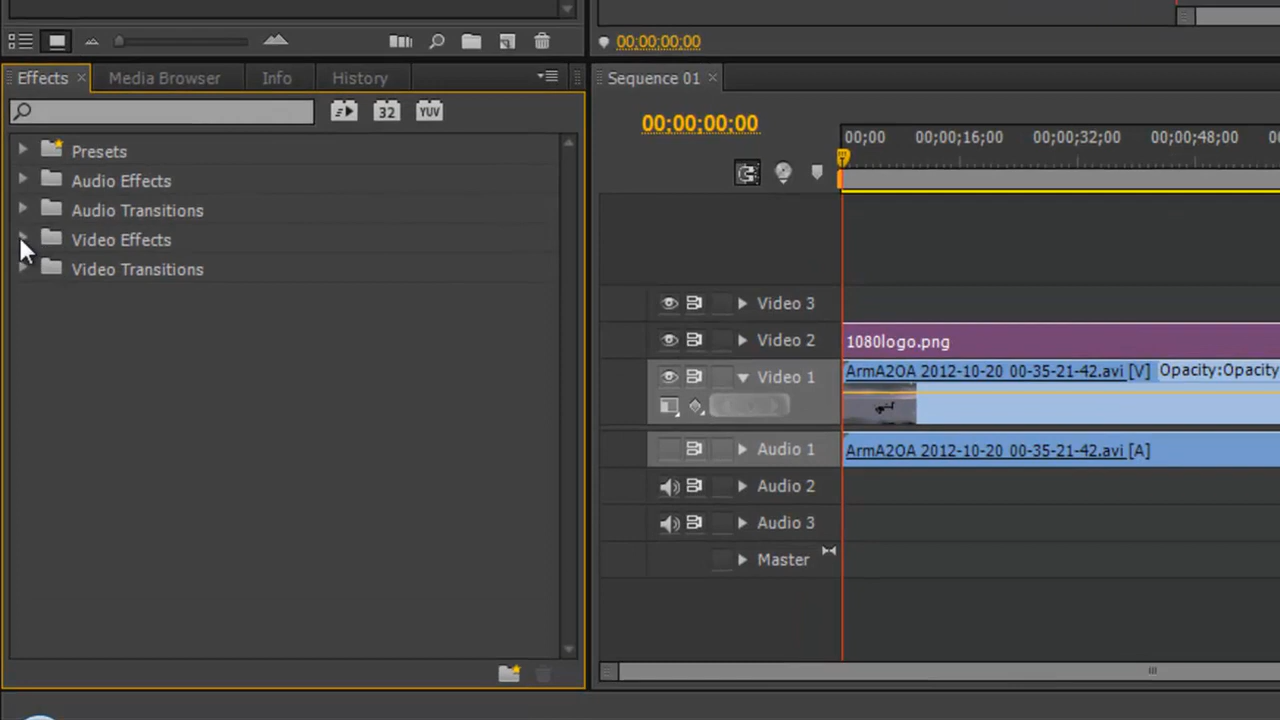 00;00;00;00
Effects
Media Browser
Info
History
32
YUV
Presets
Audio Effects
Audio Transitions
Video Effects
Video Transitions
Sequence 01
00;00;00;00
00;00
00;00;16;00
00;00;32;00
00;00;48;00
Video 3
Video 2
1080logo.png
Video 1
ArmA2OA 2012-10-20 00-35-21-42.avi [V]
Opacity:Opacity
Audio 1
ArmA2OA 2012-10-20 00-35-21-42.avi [A]
Audio 2
Audio 3
Master